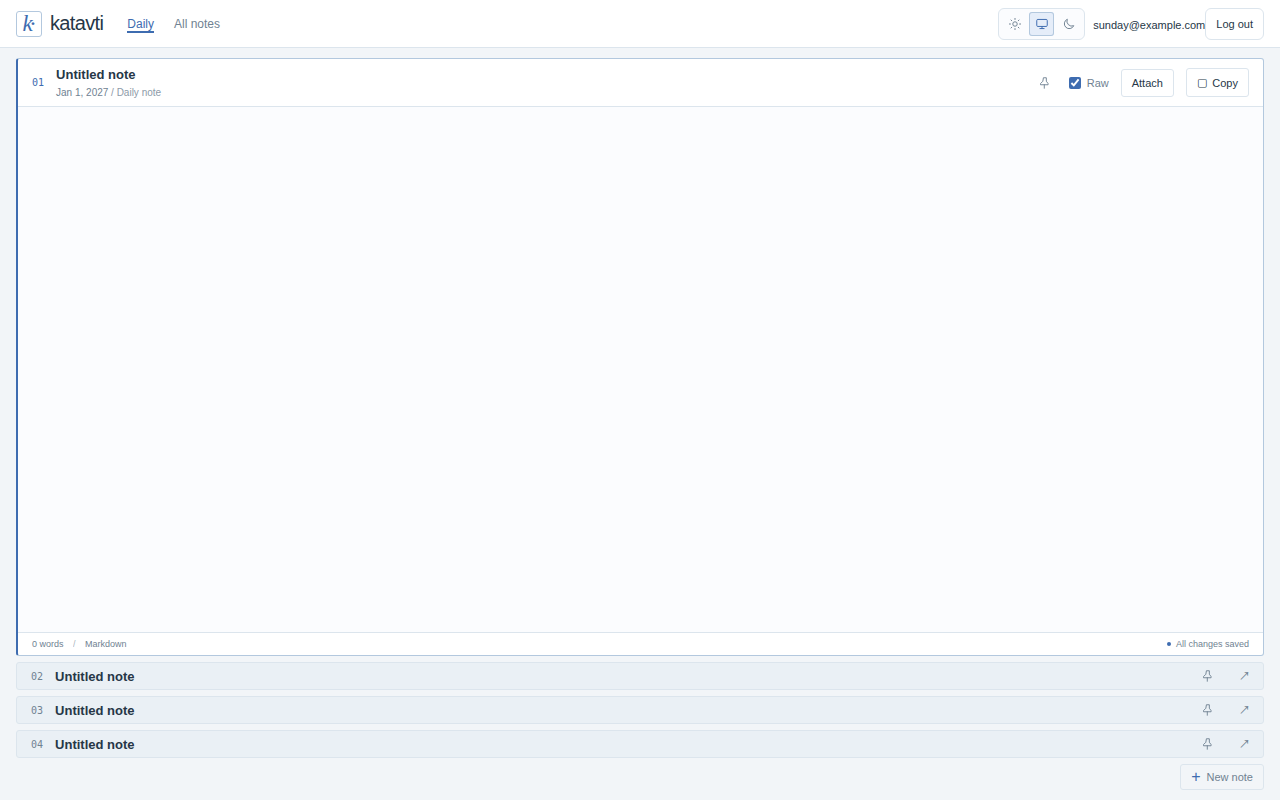 k katavti Daily All notes sunday@example.com Log out
01 Untitled note
Jan 1, 2027 / Daily note
Raw Attach Copy
0 words / Markdown All changes saved
02 Untitled note
03 Untitled note
04 Untitled note
+ New note